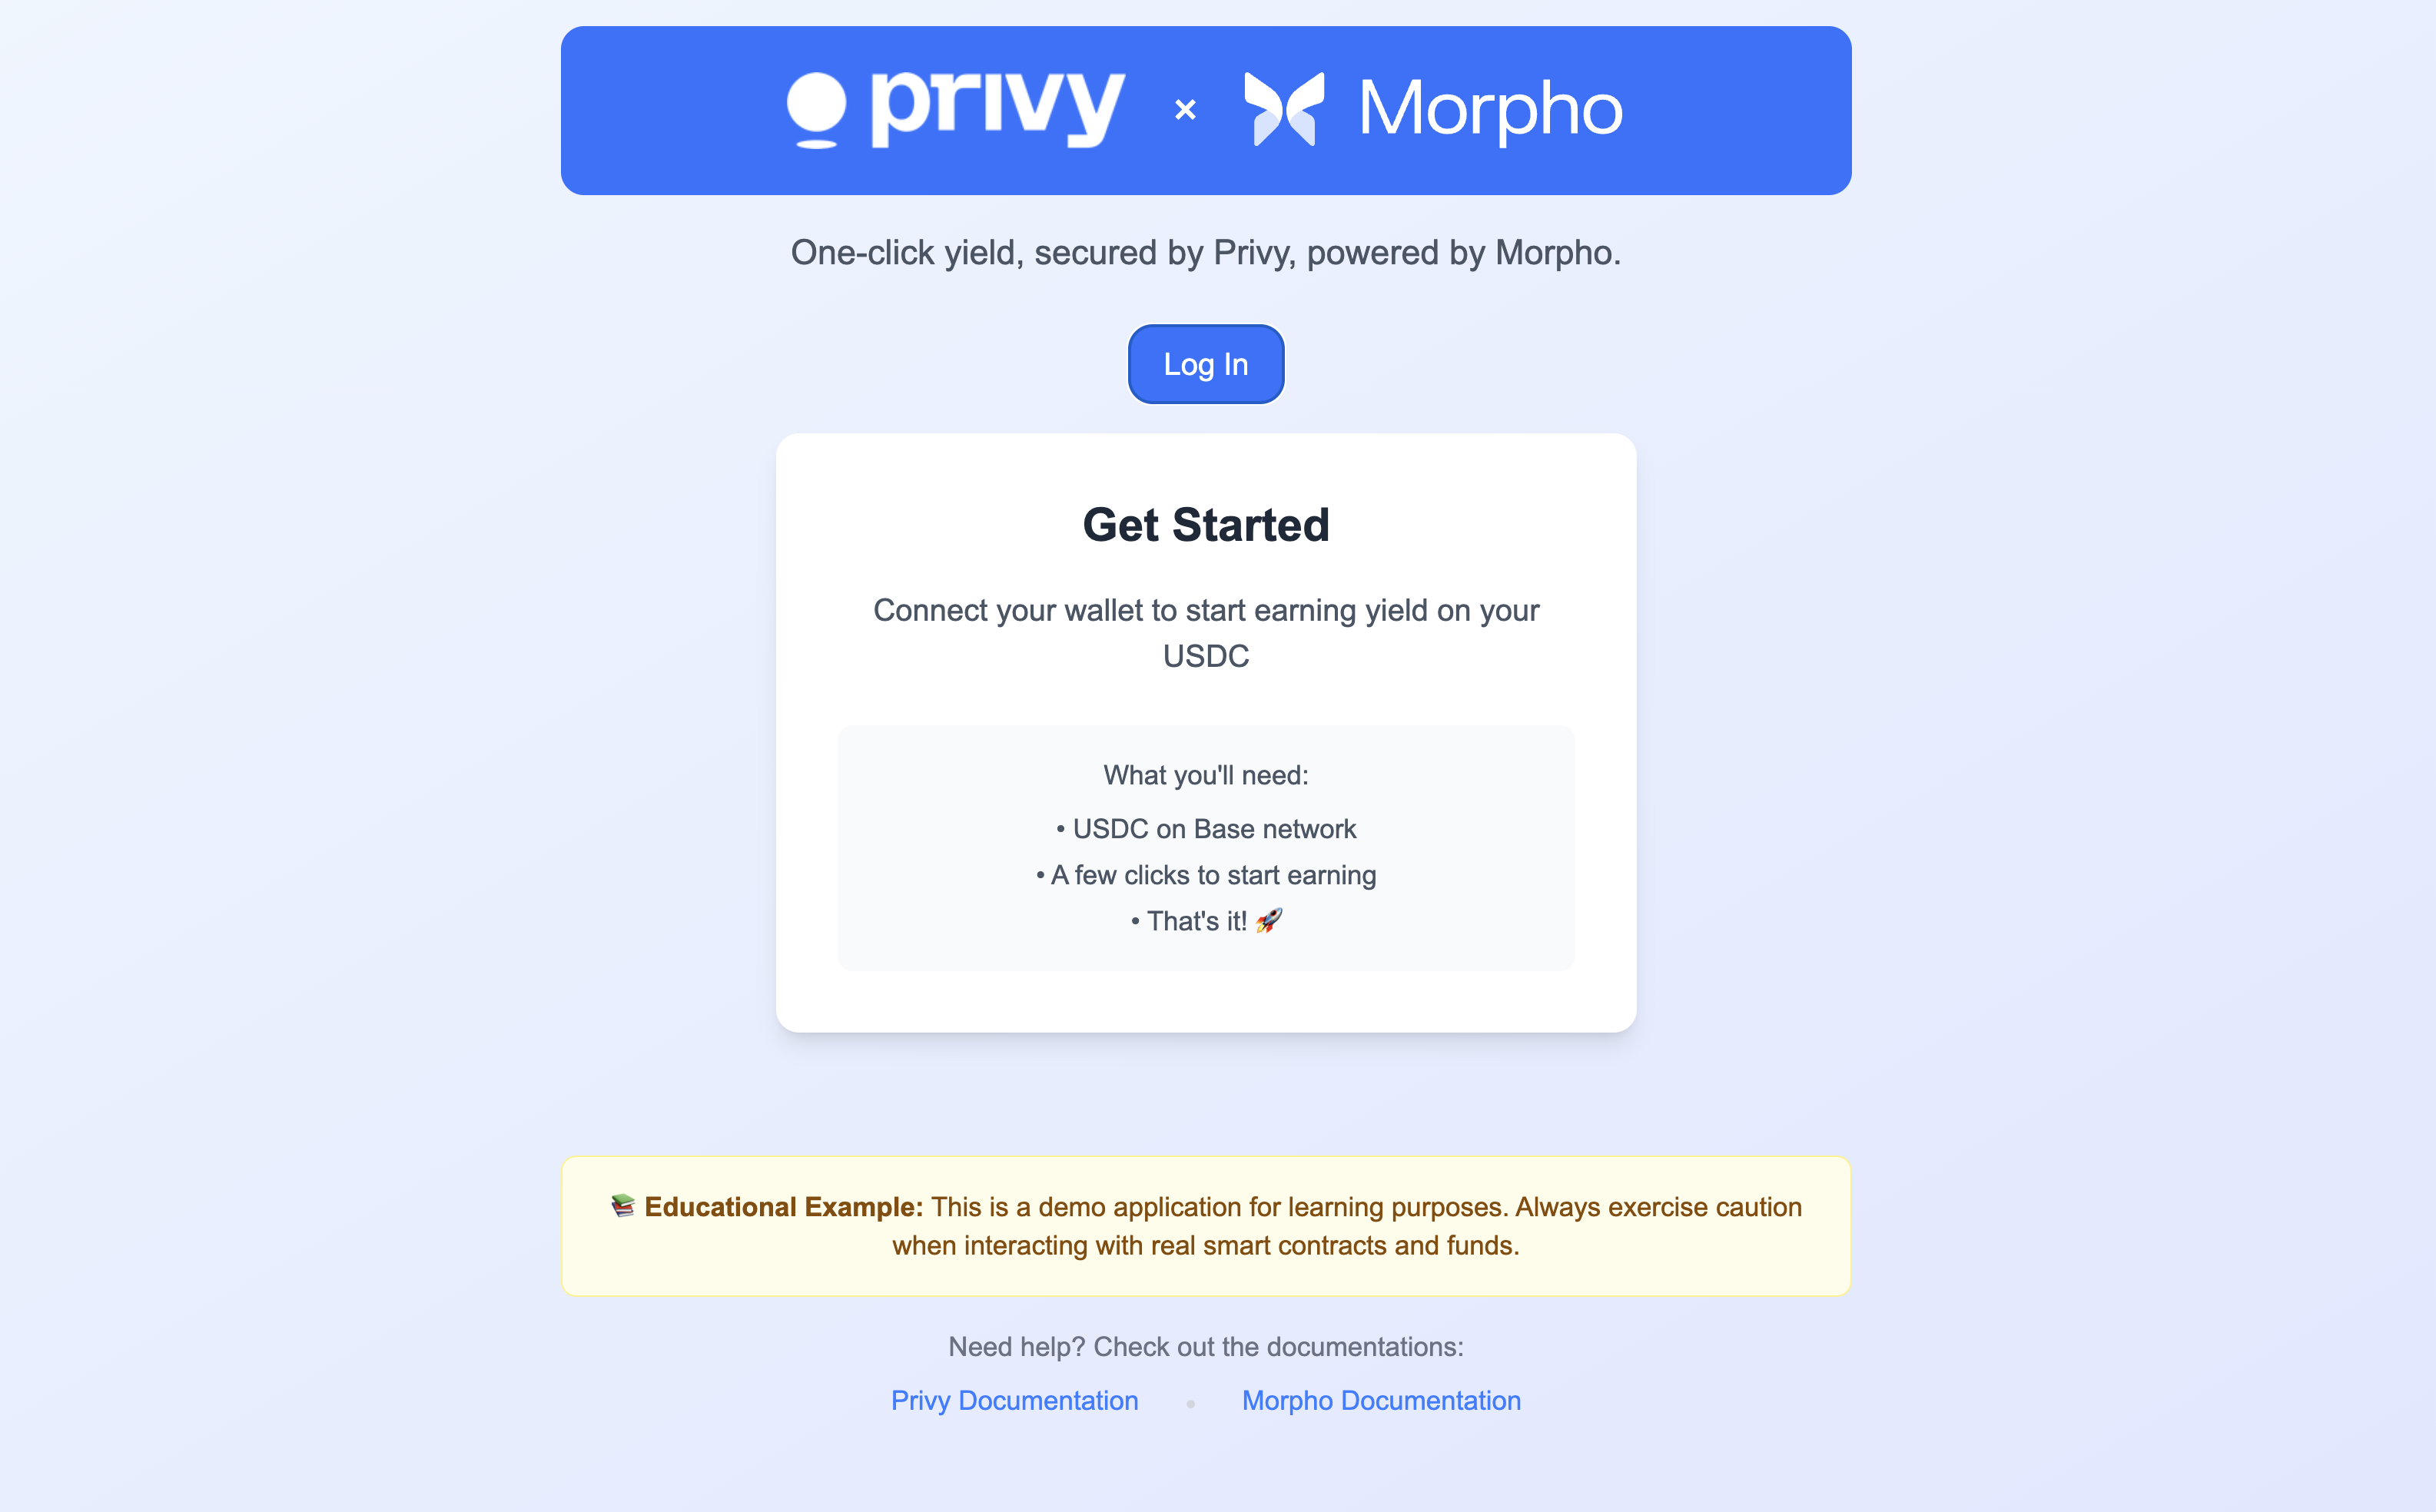 privy × Morpho
One-click yield, secured by Privy, powered by Morpho.
Log In
Get Started
Connect your wallet to start earning yield on your
USDC
What you'll need:
• USDC on Base network
• A few clicks to start earning
• That's it! 🚀
📚 Educational Example: This is a demo application for learning purposes. Always exercise caution
when interacting with real smart contracts and funds.
Need help? Check out the documentations:
Privy Documentation • Morpho Documentation